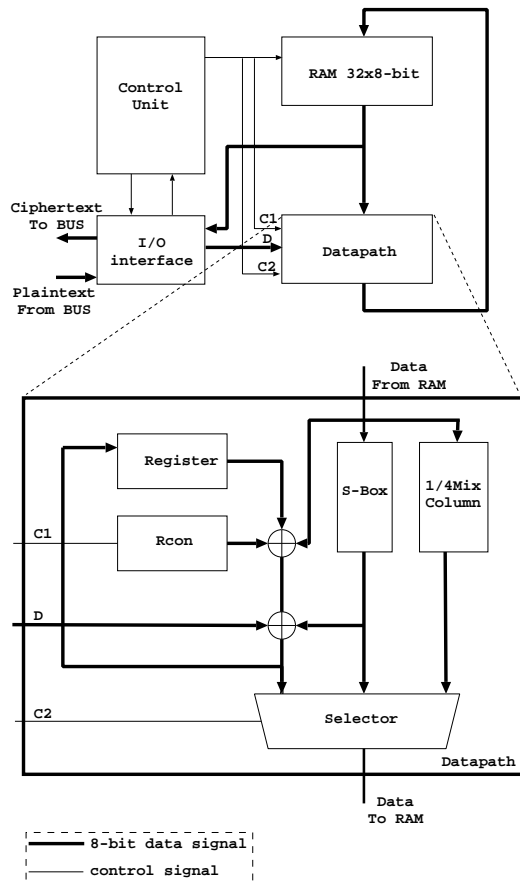 Control
Unit
RAM 32x8-bit
Ciphertext
To BUS
I/O
interface
C1
D
C2
Datapath
Plaintext
From BUS
Data
From RAM
Register
S-Box
1/4Mix
Column
C1
Rcon
D
C2
Selector
Datapath
Data
To RAM
8-bit data signal
control signal